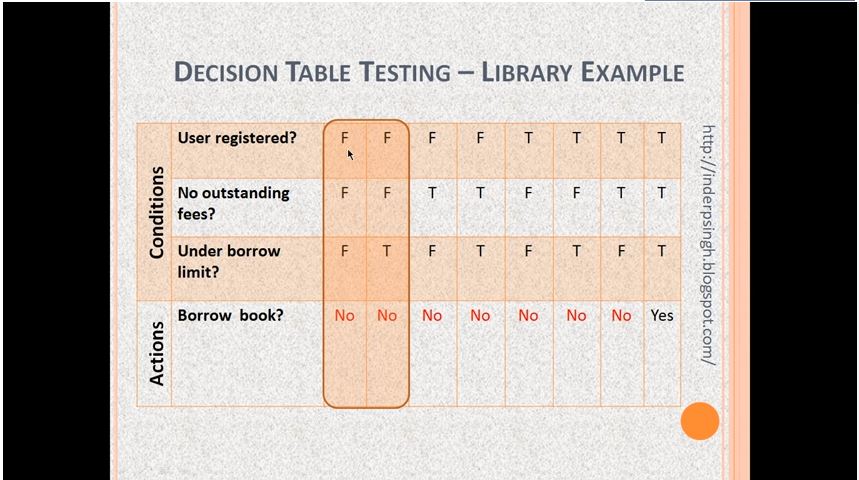 DECISION TABLE TESTING – LIBRARY EXAMPLE
Conditions
User registered? F F F F T T T T
No outstanding
fees? F F T T F F T T
Under borrow
limit? F T F T F T F T
Actions
Borrow book? No No No No No No No Yes
http://inderpsingh.blogspot.com/